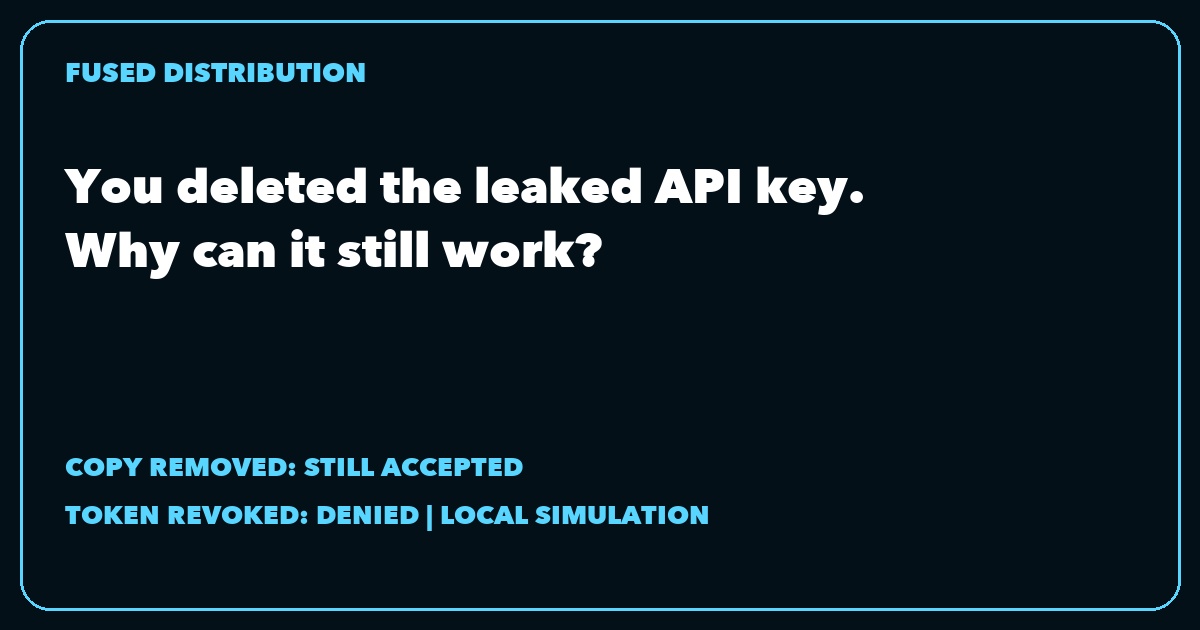 FUSED DISTRIBUTION
You deleted the leaked API key.
Why can it still work?
COPY REMOVED: STILL ACCEPTED
TOKEN REVOKED: DENIED | LOCAL SIMULATION